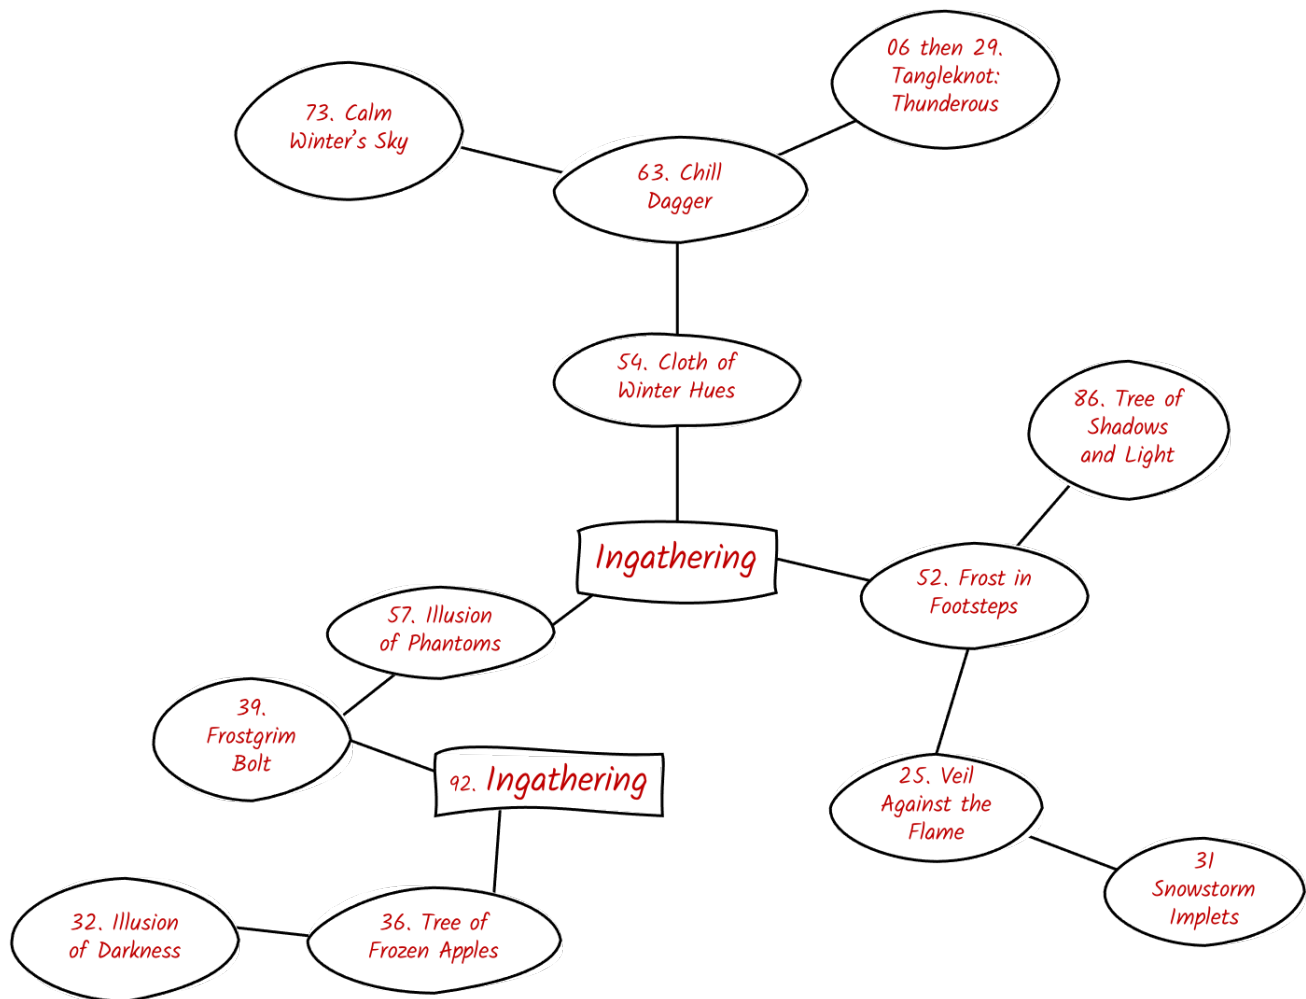 06 then 29.
Tangleknot:
Thunderous
73. Calm
Winter's Sky
63. Chill
Dagger
54. Cloth of
Winter Hues
86. Tree of
Shadows
and Light
Ingathering
52. Frost in
Footsteps
57. Illusion
of Phantoms
39.
Frostgrim
Bolt
92. Ingathering
25. Veil
Against the
Flame
31
Snowstorm
Implets
32. Illusion
of Darkness
36. Tree of
Frozen Apples